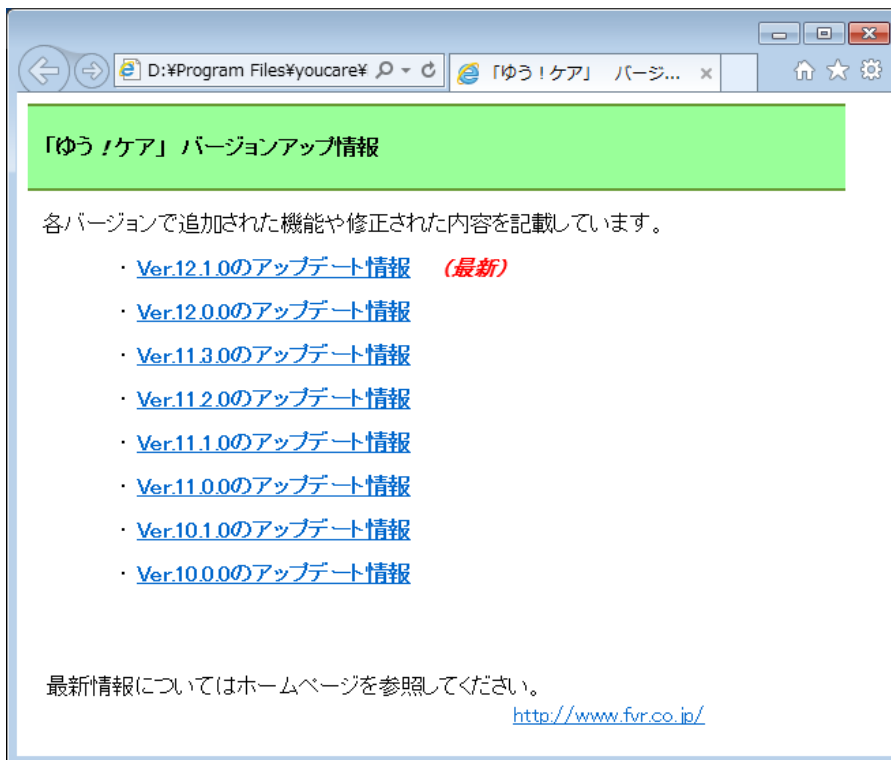 D:¥Program Files¥youcare¥
「ゆう！ケア」 バージ...
「ゆう！ケア」 バージョンアップ情報
各バージョンで追加された機能や修正された内容を記載しています。
・ Ver.12.1.0のアップデート情報 (最新)
・ Ver.12.0.0のアップデート情報
・ Ver.11.3.0のアップデート情報
・ Ver.11.2.0のアップデート情報
・ Ver.11.1.0のアップデート情報
・ Ver.11.0.0のアップデート情報
・ Ver.10.1.0のアップデート情報
・ Ver.10.0.0のアップデート情報
最新情報についてはホームページを参照してください。
http://www.fvr.co.jp/